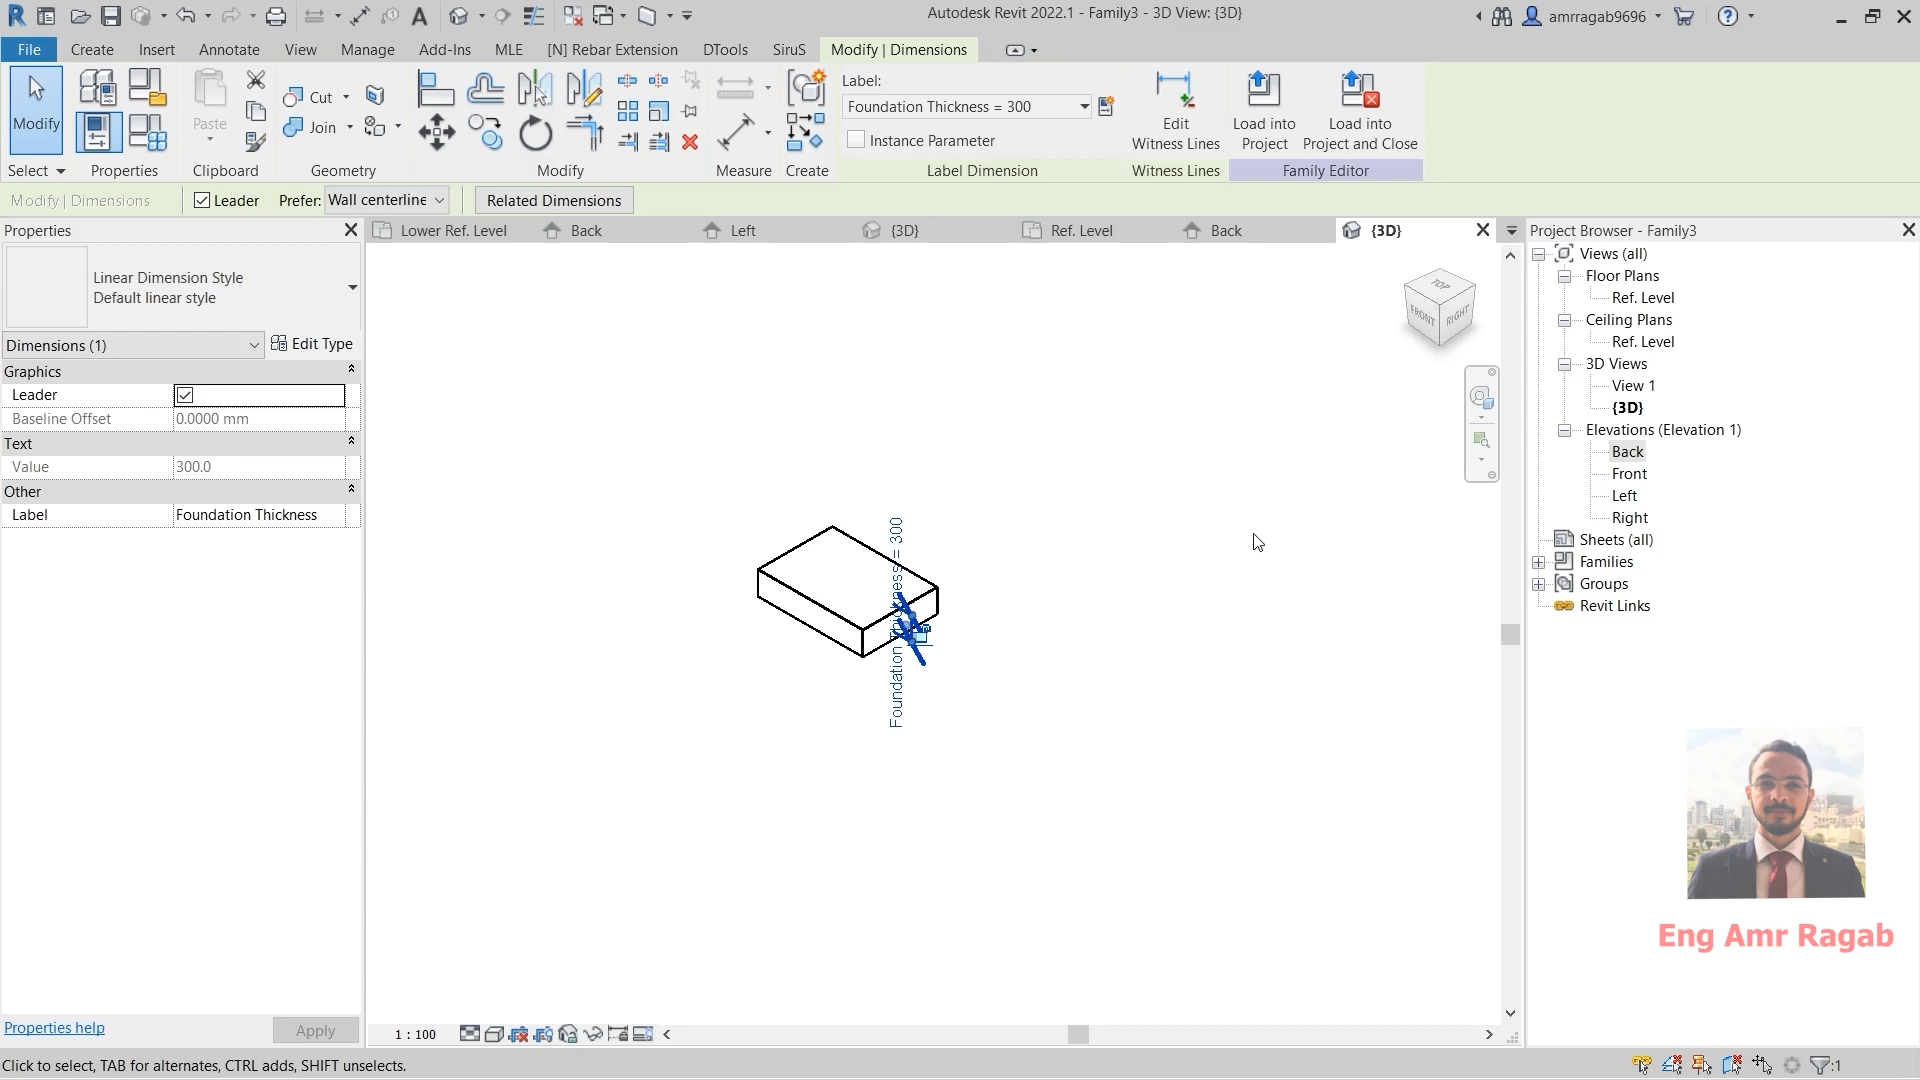 Autodesk Revit 2022.1 - Family3 - 3D View: {3D}
amrragab9696
File
Create
Insert
Annotate
View
Manage
Add-Ins
MLE
[N] Rebar Extension
DTools
SiruS
Modify | Dimensions
Modify
Select
Properties
Paste
Clipboard
Cut
Join
Geometry
Modify
Measure
Create
Label:
Foundation Thickness = 300
Instance Parameter
Label Dimension
Edit
Witness Lines
Witness Lines
Load into
Project
Load into
Project and Close
Family Editor
Modify | Dimensions
Leader
Prefer:
Wall centerline
Related Dimensions
Properties
Linear Dimension Style
Default linear style
Dimensions (1)
Edit Type
Graphics
Leader
Baseline Offset
0.0000 mm
Text
Value
300.0
Other
Label
Foundation Thickness
Properties help
Apply
Lower Ref. Level
Back
Left
{3D}
Ref. Level
Back
{3D}
TOP
FRONT
RIGHT
Foundation Thickness = 300
1 : 100
Project Browser - Family3
Views (all)
Floor Plans
Ref. Level
Ceiling Plans
Ref. Level
3D Views
View 1
{3D}
Elevations (Elevation 1)
Back
Front
Left
Right
Sheets (all)
Families
Groups
Revit Links
Eng Amr Ragab
Click to select, TAB for alternates, CTRL adds, SHIFT unselects.
:1